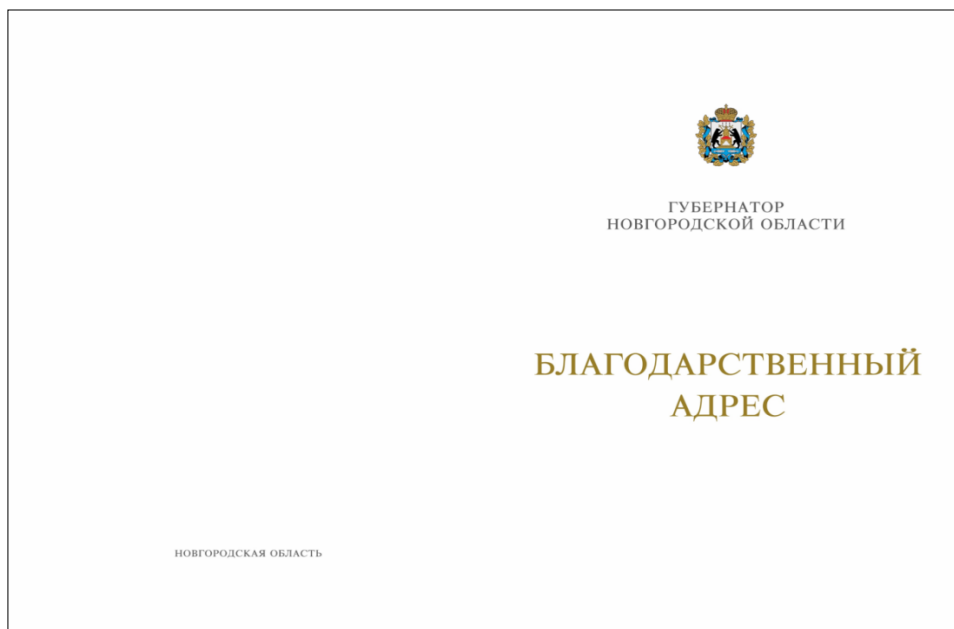 ГУБЕРНАТОР
НОВГОРОДСКОЙ ОБЛАСТИ
БЛАГОДАРСТВЕННЫЙ
АДРЕС
НОВГОРОДСКАЯ ОБЛАСТЬ